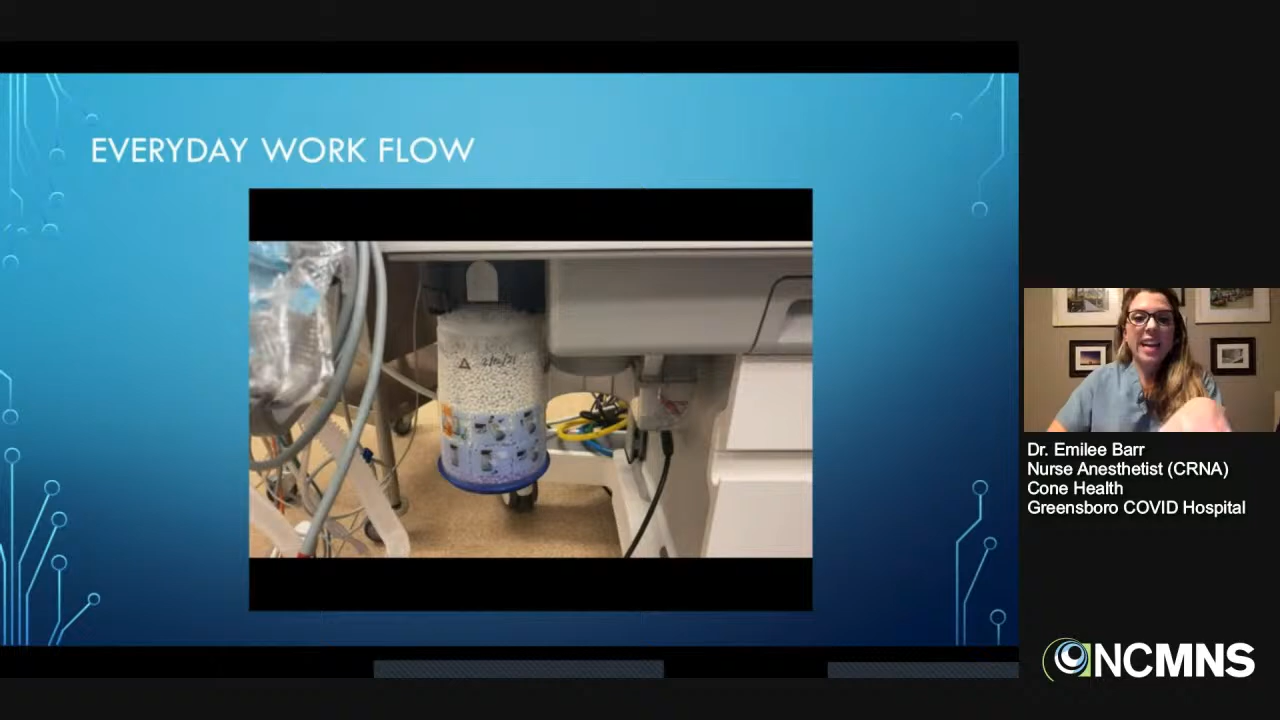 EVERYDAY WORK FLOW
Dr. Emilee Barr
Nurse Anesthetist (CRNA)
Cone Health
Greensboro COVID Hospital
NCMNS